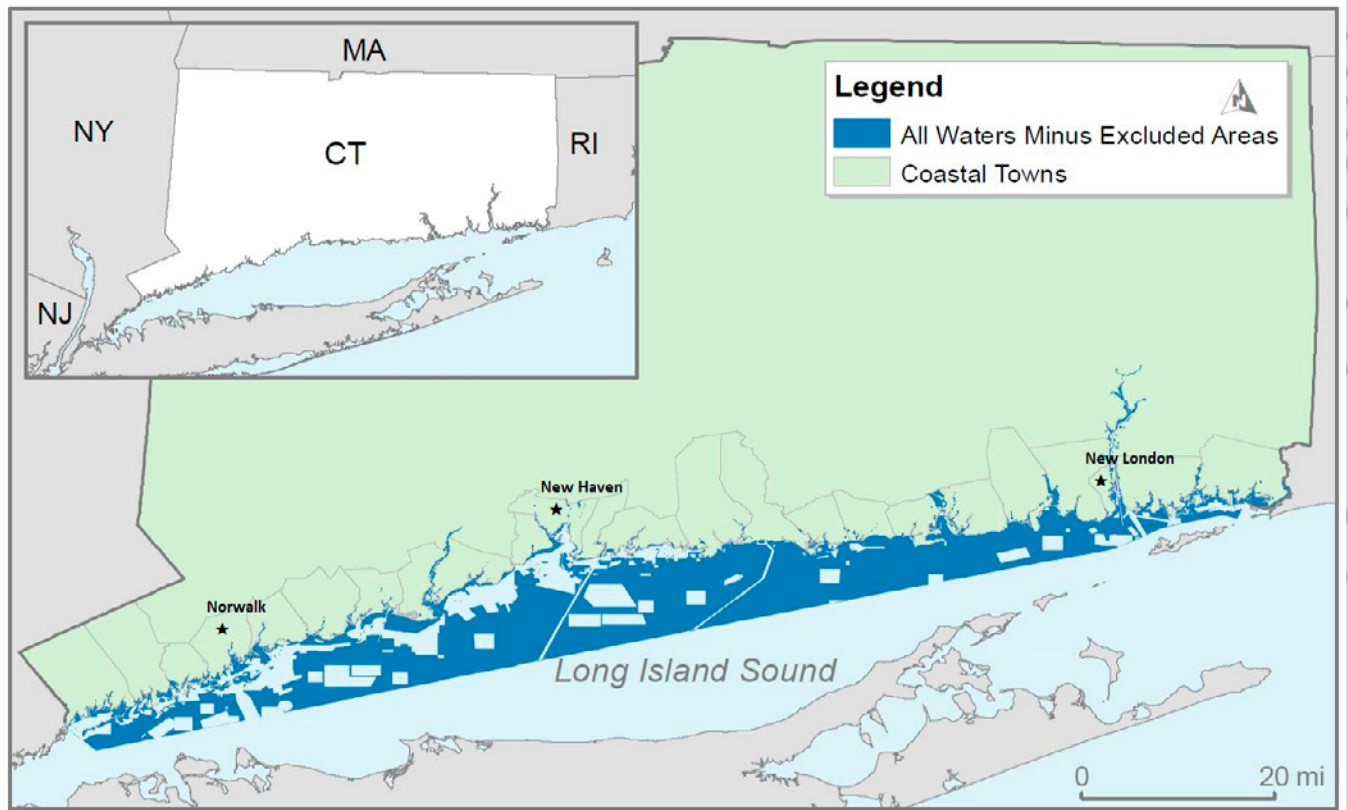 MA
NY
CT
RI
NJ
Legend
N
All Waters Minus Excluded Areas
Coastal Towns
New London
New Haven
Norwalk
Long Island Sound
0 20 mi